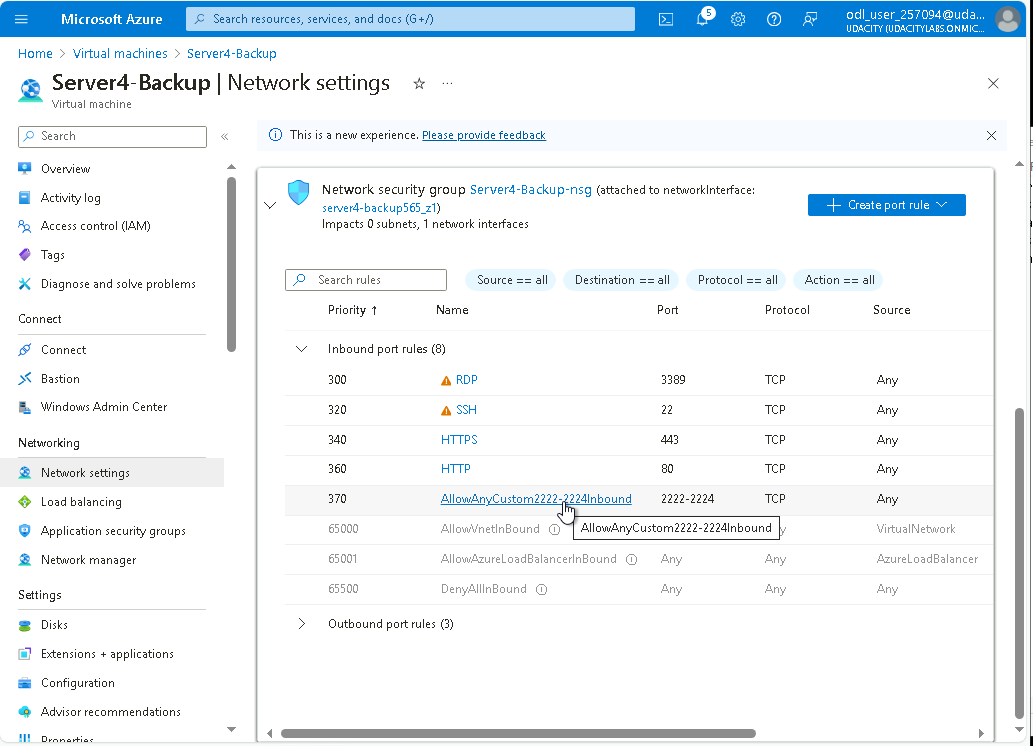 Microsoft Azure
Search resources, services, and docs (G+/)
5
odl_user_257094@uda...
UDACITY (UDACITYLABS.ONMIC...
Home > Virtual machines > Server4-Backup
Server4-Backup | Network settings
Virtual machine
Search
Overview
Activity log
Access control (IAM)
Tags
Diagnose and solve problems
Connect
Connect
Bastion
Windows Admin Center
Networking
Network settings
Load balancing
Application security groups
Network manager
Settings
Disks
Extensions + applications
Configuration
Advisor recommendations
Properties
This is a new experience. Please provide feedback
Network security group Server4-Backup-nsg (attached to networkInterface:
server4-backup565_z1)
Impacts 0 subnets, 1 network interfaces
Create port rule
Search rules
Source == all
Destination == all
Protocol == all
Action == all
Priority ↑ Name Port Protocol Source
Inbound port rules (8)
300 RDP 3389 TCP Any
320 SSH 22 TCP Any
340 HTTPS 443 TCP Any
360 HTTP 80 TCP Any
370 AllowAnyCustom2222-2224Inbound 2222-2224 TCP Any
65000 AllowVnetInBound VirtualNetwork
AllowAnyCustom2222-2224Inbound
65001 AllowAzureLoadBalancerInBound Any Any AzureLoadBalancer
65500 DenyAllInBound Any Any Any
Outbound port rules (3)